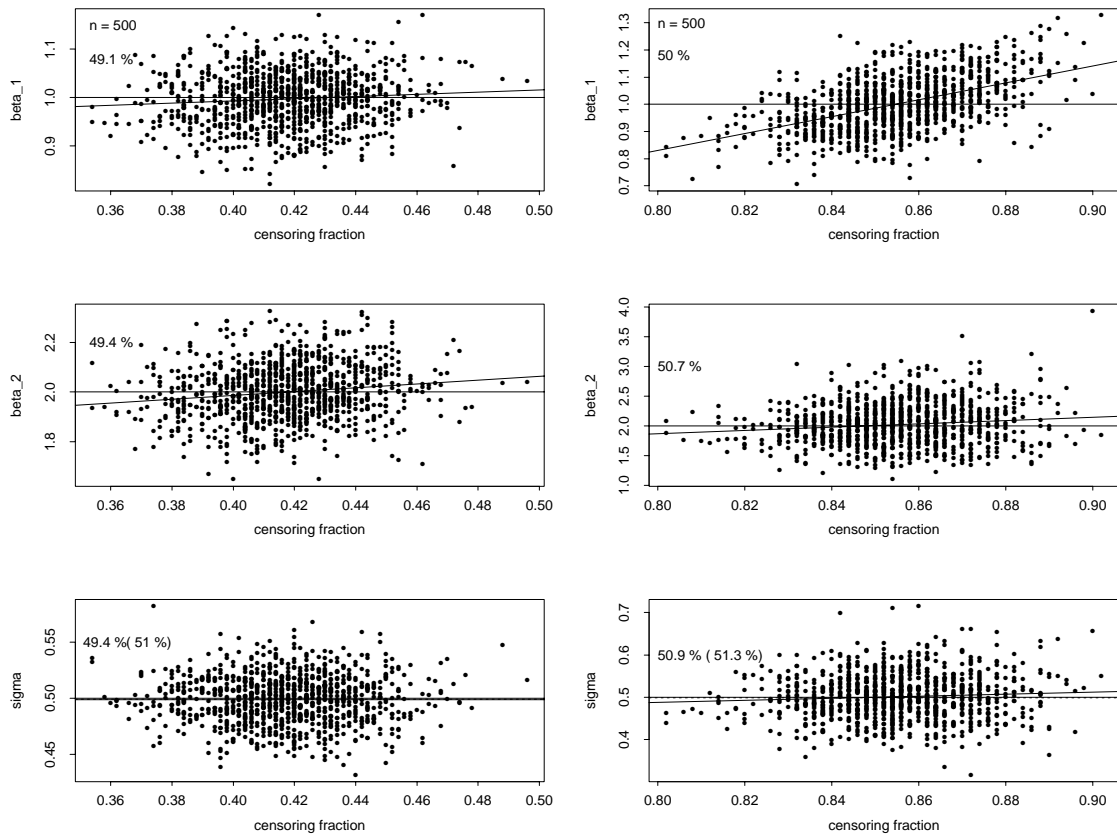 n = 500
49.1 %
beta_1
0.9
1.0
1.1
0.36 0.38 0.40 0.42 0.44 0.46 0.48 0.50
censoring fraction
n = 500
50 %
beta_1
0.7 0.8 0.9 1.0 1.1 1.2 1.3
0.80 0.82 0.84 0.86 0.88 0.90
censoring fraction
49.4 %
beta_2
1.8 2.0 2.2
0.36 0.38 0.40 0.42 0.44 0.46 0.48 0.50
censoring fraction
50.7 %
beta_2
1.0 1.5 2.0 2.5 3.0 3.5 4.0
0.80 0.82 0.84 0.86 0.88 0.90
censoring fraction
49.4 %( 51 %)
sigma
0.45 0.50 0.55
0.36 0.38 0.40 0.42 0.44 0.46 0.48 0.50
censoring fraction
50.9 % ( 51.3 %)
sigma
0.4 0.5 0.6 0.7
0.80 0.82 0.84 0.86 0.88 0.90
censoring fraction